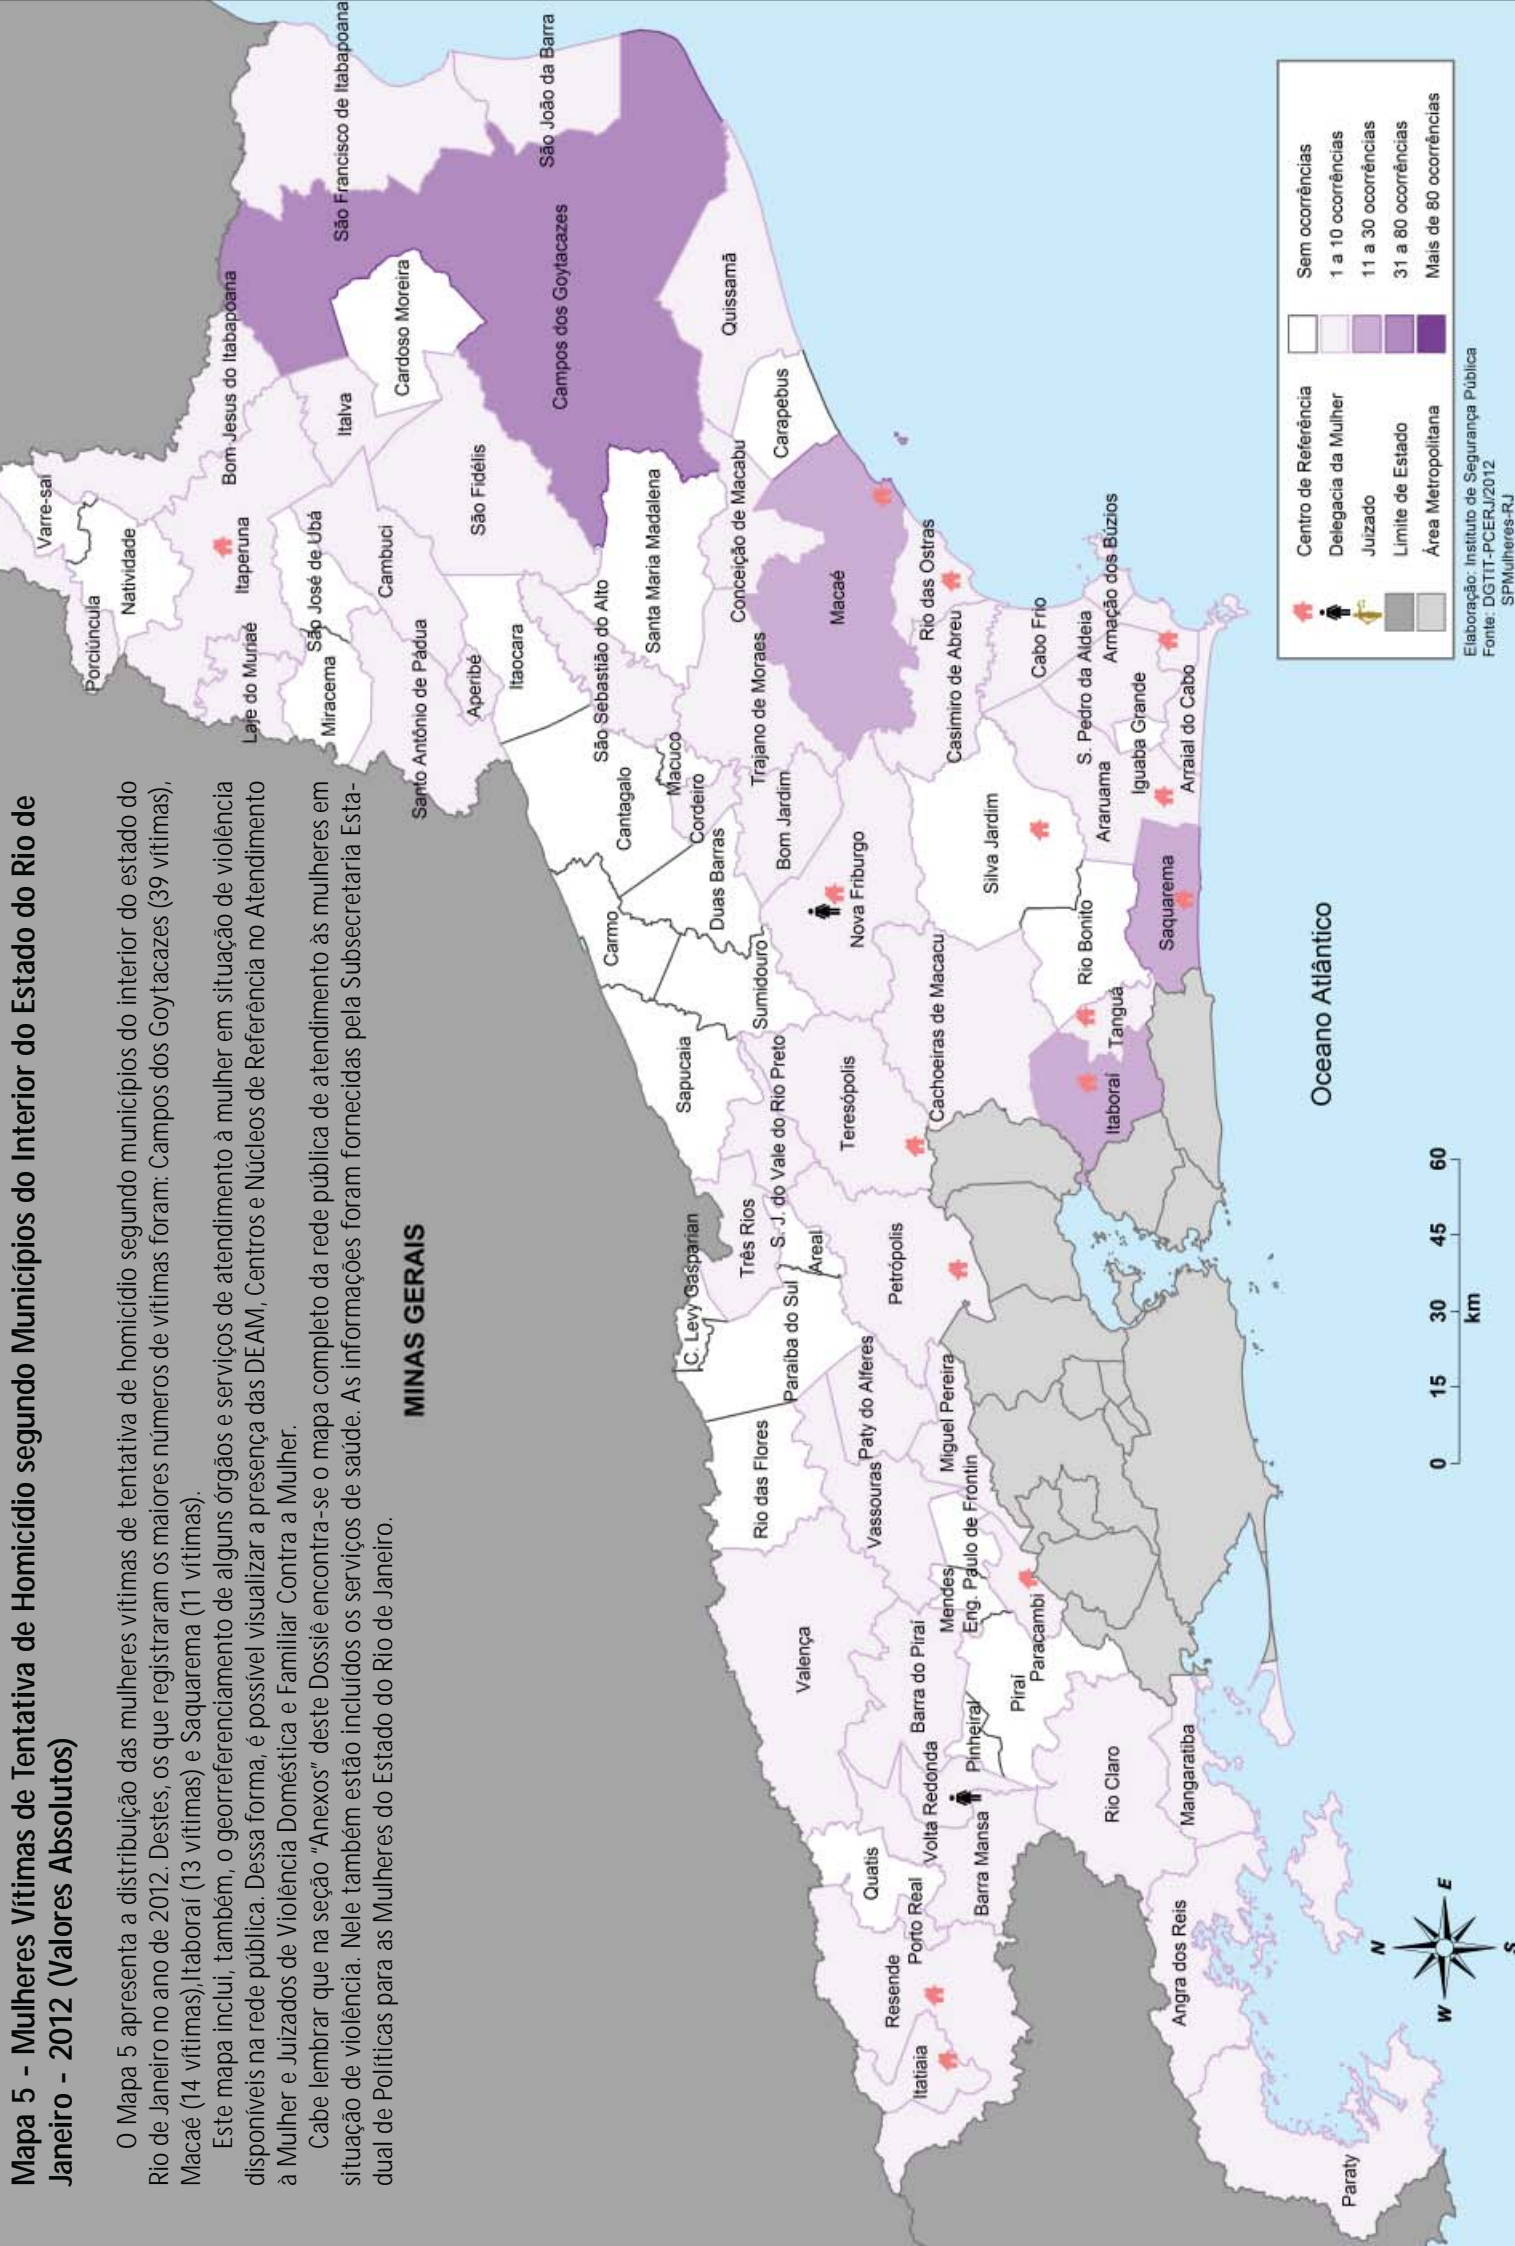 Mapa 5 - Mulheres Vítimas de Tentativa de Homicídio segundo Municípios do Interior do Estado do Rio de
Janeiro - 2012 (Valores Absolutos)
O Mapa 5 apresenta a distribuição das mulheres vítimas de tentativa de homicídio segundo municípios do interior do estado do
Rio de Janeiro no ano de 2012. Destes, os que registraram os maiores números de vítimas foram: Campos dos Goytacazes (39 vítimas),
Macaé (14 vítimas),Itaboraí (13 vítimas) e Saquarema (11 vítimas).
Este mapa inclui, também, o georreferenciamento de alguns órgãos e serviços de atendimento à mulher em situação de violência
disponíveis na rede pública. Dessa forma, é possível visualizar a presença das DEAM, Centros e Núcleos de Referência no Atendimento
à Mulher e Juizados de Violência Doméstica e Familiar Contra a Mulher.
Cabe lembrar que na seção "Anexos" deste Dossiê encontra-se o mapa completo da rede pública de atendimento às mulheres em
situação de violência. Nele também estão incluídos os serviços de saúde. As informações foram fornecidas pela Subsecretaria Esta-
dual de Políticas para as Mulheres do Estado do Rio de Janeiro.
MINAS GERAIS
Varre-sai
Porciúncula
Natividade
Bom Jesus do Itabapoana
Itaperuna
Laje do Muriaé
São José de Ubá
Miracema
Italva
Cardoso Moreira
São Francisco de Itabapoana
São João da Barra
Campos dos Goytacazes
Cambuci
São Fidélis
Santo Antônio de Pádua
Aperibé
Itaocara
São Sebastião do Alto
Santa Maria Madalena
Conceição de Macabu
Quissamã
Carapebus
Macaé
Trajano de Moraes
Macuco
Cordeiro
Cantagalo
Duas Barras
Bom Jardim
Carmo
Sumidouro
Nova Friburgo
Rio das Ostras
Casimiro de Abreu
Cabo Frio
Armação dos Búzios
S. Pedro da Aldeia
Iguaba Grande
Arraial do Cabo
Araruama
Silva Jardim
Saquarema
Rio Bonito
Tanguá
Itaboraí
Cachoeiras de Macacu
Sapucaia
S. J. do Vale do Rio Preto
Teresópolis
Três Rios
Areal
Petrópolis
C. Levy Gasparian
Paraíba do Sul
Paty do Alferes
Miguel Pereira
Rio das Flores
Vassouras
Eng. Paulo de Frontin
Mendes
Paracambi
Valença
Barra do Piraí
Piraí
Pinheiral
Volta Redonda
Barra Mansa
Rio Claro
Mangaratiba
Quatis
Porto Real
Resende
Itatiaia
Angra dos Reis
Paraty
Oceano Atlântico
0 15 30 45 60
km
N
W E
S
Centro de Referência
Delegacia da Mulher
Juizado
Limite de Estado
Área Metropolitana
Sem ocorrências
1 a 10 ocorrências
11 a 30 ocorrências
31 a 80 ocorrências
Mais de 80 ocorrências
Elaboração: Instituto de Segurança Pública
Fonte: DGTIT-PCERJ/2012
SPMulheres-RJ